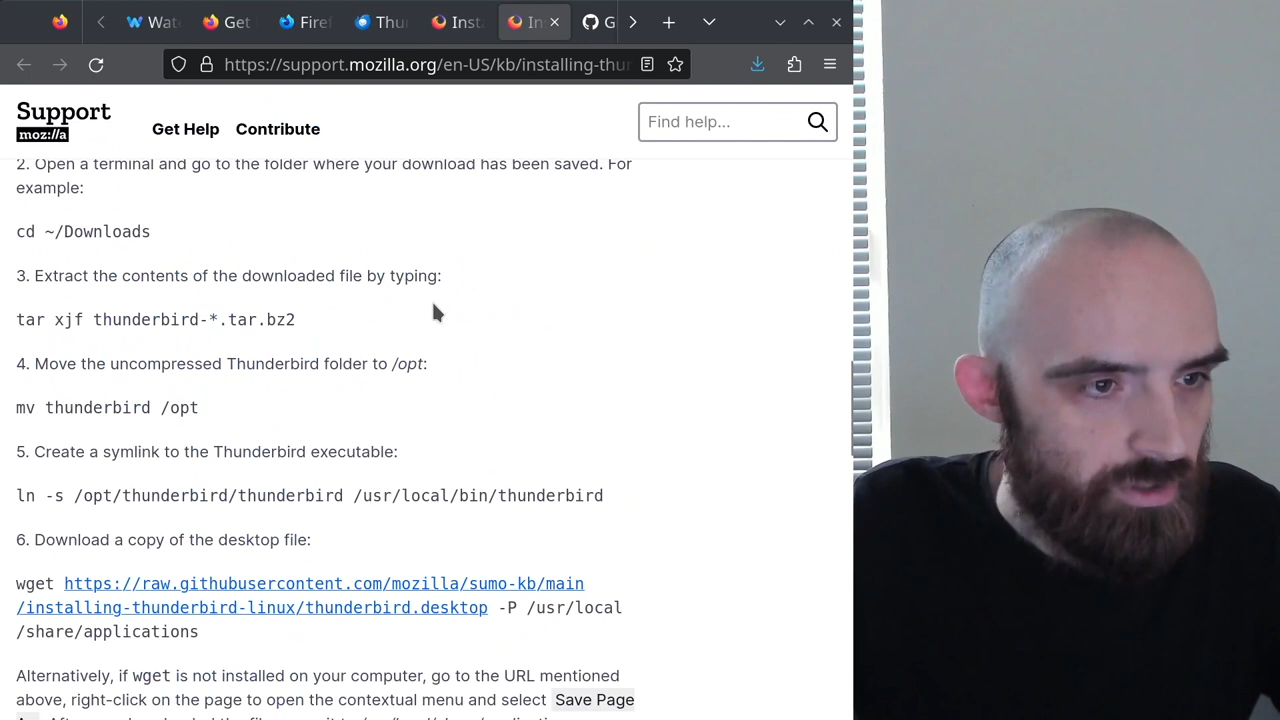 Wat
Get
Firef
Thu
Inst
In
G
https://support.mozilla.org/en-US/kb/installing-thu
Support
moz://a
Get Help
Contribute
Find help...
2. Open a terminal and go to the folder where your download has been saved. For
example:
cd ~/Downloads
3. Extract the contents of the downloaded file by typing:
tar xjf thunderbird-*.tar.bz2
4. Move the uncompressed Thunderbird folder to /opt:
mv thunderbird /opt
5. Create a symlink to the Thunderbird executable:
ln -s /opt/thunderbird/thunderbird /usr/local/bin/thunderbird
6. Download a copy of the desktop file:
wget https://raw.githubusercontent.com/mozilla/sumo-kb/main
/installing-thunderbird-linux/thunderbird.desktop -P /usr/local
/share/applications
Alternatively, if wget is not installed on your computer, go to the URL mentioned
above, right-click on the page to open the contextual menu and select Save Page